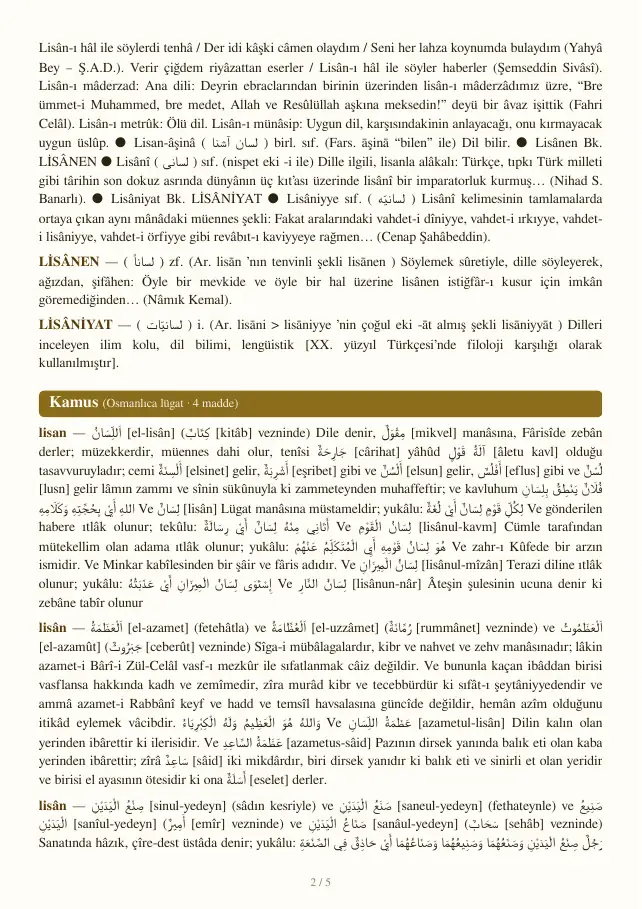 Lisân-ı hâl ile söylerdi tenhâ / Der idi kâşki câmen olaydım / Seni her lahza koynumda bulaydım (Yahyâ
Bey – Ş.A.D.). Verir çiğdem riyâzattan eserler / Lisân-ı hâl ile söyler haberler (Şemseddin Sivâsî).
Lisân-ı mâderzad: Ana dili: Deyrin ebraclarından birinin üzerinden lisân-ı mâderzâdımız üzre, “Bre
ümmet-i Muhammed, bre medet, Allah ve Resûlüllah aşkına meksedin!” deyü bir âvaz işittik (Fahri
Celâl). Lisân-ı metrûk: Ölü dil. Lisân-ı münâsip: Uygun dil, karşısındakinin anlayacağı, onu kırmayacak
uygun üslûp. ● Lisan-âşinâ ( لسان آشنا ) birl. sıf. (Fars. āşinā “bilen” ile) Dil bilir. ● Lisânen Bk.
LİSÂNEN ● Lisânî ( لسانى ) sıf. (nispet eki -і ile) Dille ilgili, lisanla alâkalı: Türkçe, tıpkı Türk milleti
gibi târihin son dokuz asrında dünyânın üç kıt’ası üzerinde lisânî bir imparatorluk kurmuş… (Nihad S.
Banarlı). ● Lisâniyat Bk. LİSÂNİYAT ● Lisâniyye sıf. ( لسانيّه ) Lisânî kelimesinin tamlamalarda
ortaya çıkan aynı mânâdaki müennes şekli: Fakat aralarındaki vahdet-i dîniyye, vahdet-i ırkıyye, vahdet-
i lisâniyye, vahdet-i örfiyye gibi revâbıt-ı kaviyyeye rağmen… (Cenap Şahâbeddin).
LİSÂNEN — ( لساناً ) zf. (Ar. lisān ’nın tenvinli şekli lisānen ) Söylemek sûretiyle, dille söyleyerek,
ağızdan, şifâhen: Öyle bir mevkide ve öyle bir hal üzerine lisânen istiğfâr-ı kusur için imkân
göremediğinden… (Nâmık Kemal).
LİSÂNİYAT — ( لسانيّات ) i. (Ar. lisāni > lisāniyye ’nin çoğul eki -āt almış şekli lisāniyyāt ) Dilleri
inceleyen ilim kolu, dil bilimi, lengüistik [XX. yüzyıl Türkçesi’nde filoloji karşılığı olarak
kullanılmıştır].
Kamus (Osmanlıca lügat · 4 madde)
lisan — اَللِّسَانُ [el-lisân] (كِتَابٌ [kitâb] vezninde) Dile denir, مِقْوَلٌ [mikvel] manâsına, Fârisîde zebân
derler; müzekkerdir, müennes dahi olur, tenîsi جَارِحَةٌ [cârihat] yâhûd آلَةُ قَوْلٍ [âletu kavl] olduğu
tasavvuruyladır; cemi أَلْسِنَةٌ [elsinet] gelir, أَشْرِبَةٌ [eşribet] gibi ve أَلْسُنٌ [elsun] gelir, أَفْلُسٌ [eflus] gibi ve لُسْنٌ
[lusn] gelir lâmın zammı ve sînin sükûnuyla ki zammeteynden muhaffeftir; ve kavluhum فُلَانٌ يَنْطِقُ بِلِسَانِ
اللهِ أَيْ بِحُجَّتِهِ وَكَلَامِهِ Ve لِسَانٌ [lisân] Lügat manâsına müstameldir; yukâlu: لِكُلِّ قَوْمٍ لِسَانٌ أَيْ لُغَةٌ Ve gönderilen
habere ıtlâk olunur; tekûlu: أَتَانِي مِنْهُ لِسَانٌ أَيْ رِسَالَةٌ Ve لِسَانُ الْقَوْمِ [lisânul-kavm] Cümle tarafından
mütekellim olan adama ıtlâk olunur; yukâlu: هُوَ لِسَانُ قَوْمِهِ أَيِ الْمُتَكَلِّمُ عَنْهُمْ Ve zahr-ı Kûfede bir arzın
ismidir. Ve Minkar kabîlesinden bir şâir ve fâris adıdır. Ve لِسَانُ الْمِيزَانِ [lisânul-mîzân] Terazi diline ıtlâk
olunur; yukâlu: إِسْتَوَى لِسَانُ الْمِيزَانِ أَيْ عَذَبَتُهُ Ve لِسَانُ النَّارِ [lisânun-nâr] Âteşin şulesinin ucuna denir ki
zebâne tabîr olunur
lisân — اَلْعَظَمَةُ [el-azamet] (fetehâtla) ve اَلْعُظَّامَةُ [el-uzzâmet] (رُمَّانَةٌ [rummânet] vezninde) ve اَلْعَظَمُوتُ
[el-azamût] (جَبَرُوتٌ [ceberût] vezninde) Sîga-i mübâlagalardır, kibr ve nahvet ve zehv manâsınadır; lâkin
azamet-i Bârî-i Zül-Celâl vasf-ı mezkûr ile sıfatlanmak câiz değildir. Ve bununla kaçan ibâddan birisi
vasflansa hakkında kadh ve zemîmedir, zîra murâd kibr ve tecebbürdür ki sıfât-ı şeytâniyyedendir ve
ammâ azamet-i Rabbânî keyf ve hadd ve temsîl havsalasına güncîde değildir, hemân azîm olduğunu
itikâd eylemek vâcibdir. وَاللهُ هُوَ الْعَظِيمُ وَلَهُ الْكِبْرِيَاءُ Ve عَظَمَةُ اللِّسَانِ [azametul-lisân] Dilin kalın olan
yerinden ibârettir ki ilerisidir. Ve عَظَمَةُ السَّاعِدِ [azametus-sâid] Pazının dirsek yanında balık eti olan kaba
yerinden ibârettir; zîrâ سَاعِدٌ [sâid] iki mikdârdır, biri dirsek yanıdır ki balık eti ve sinirli et olan yeridir
ve birisi el ayasının ötesidir ki ona أَسَلَةٌ [eselet] derler.
lisân — صِنْعُ الْيَدَيْنِ [sinul-yedeyn] (sâdın kesriyle) ve صَنَعُ الْيَدَيْنِ [saneul-yedeyn] (fethateynle) ve صَنِيعُ
الْيَدَيْنِ [sanîul-yedeyn] (أَمِيرٌ [emîr] vezninde) ve صَنَاعُ الْيَدَيْنِ [sanâul-yedeyn] (سَحَابٌ [sehâb] vezninde)
Sanatında hâzık, çîre-dest üstâda denir; yukâlu: رَجُلٌ صِنْعُ الْيَدَيْنِ وَصَنَعُهُمَا وَصَنِيعُهُمَا وَصَنَاعُهُمَا أَيْ حَاذِقٌ فِي الصَّنْعَةِ
2 / 5